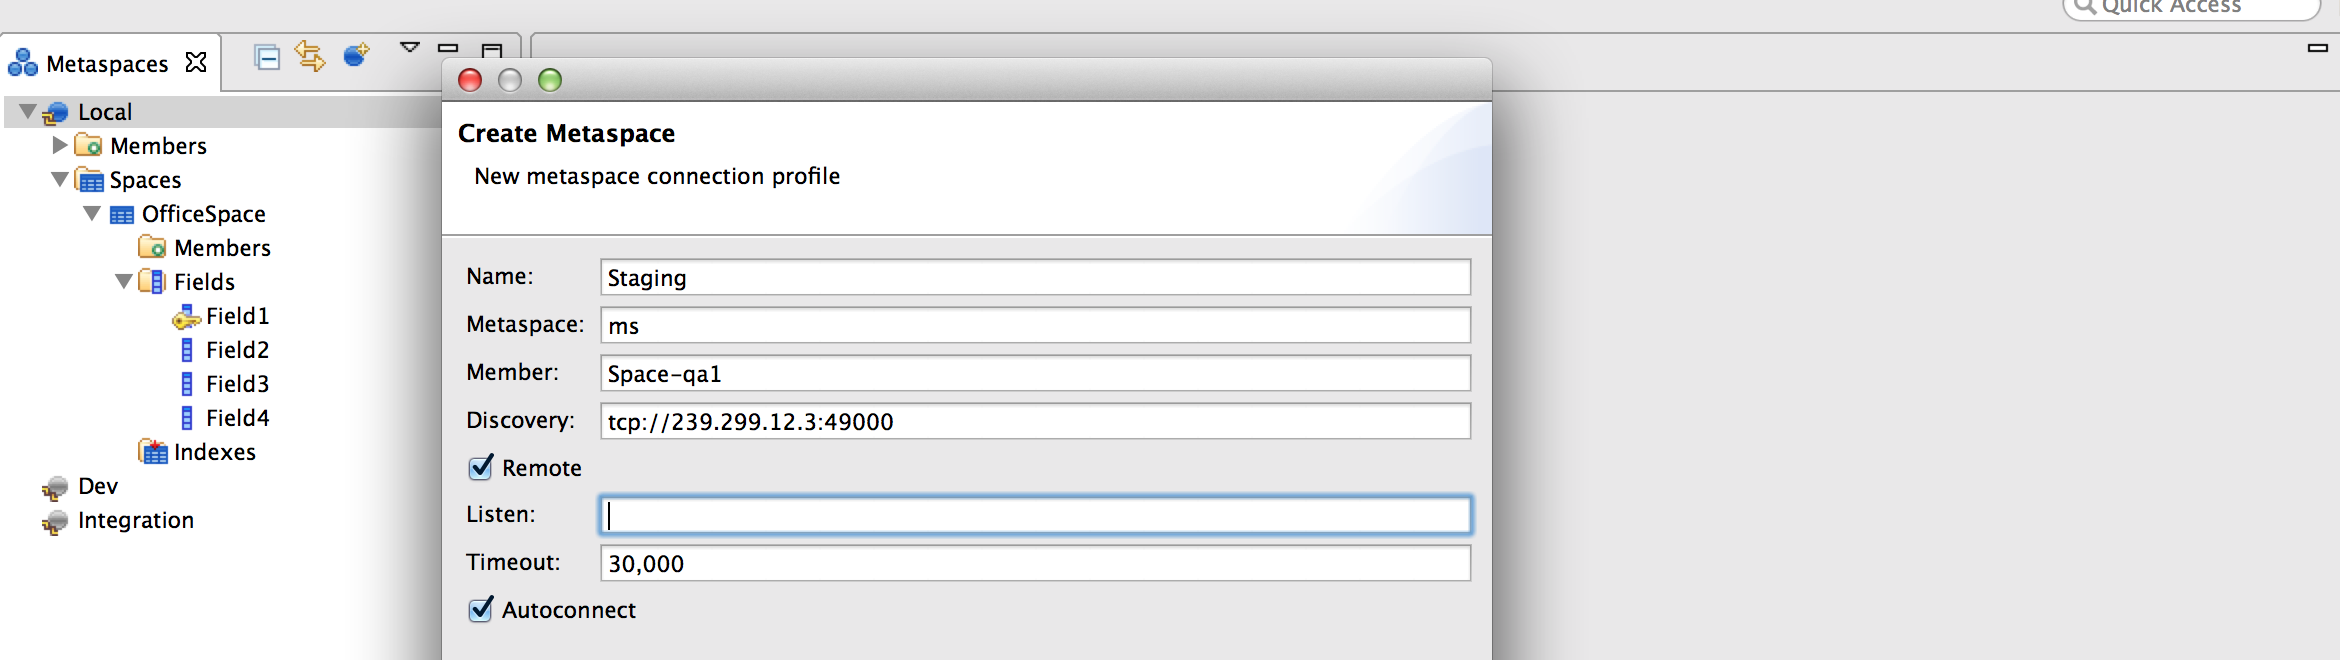 Quick Access
Metaspaces
Local
Members
Spaces
OfficeSpace
Members
Fields
Field1
Field2
Field3
Field4
Indexes
Dev
Integration
Create Metaspace
New metaspace connection profile
Name: Staging
Metaspace: ms
Member: Space-qa1
Discovery: tcp://239.299.12.3:49000
Remote
Listen:
Timeout: 30,000
Autoconnect